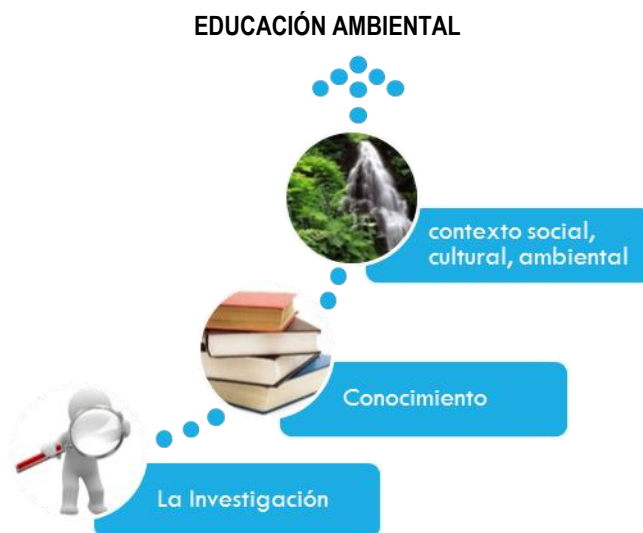 EDUCACIÓN AMBIENTAL
contexto social,
cultural, ambiental
Conocimiento
La Investigación